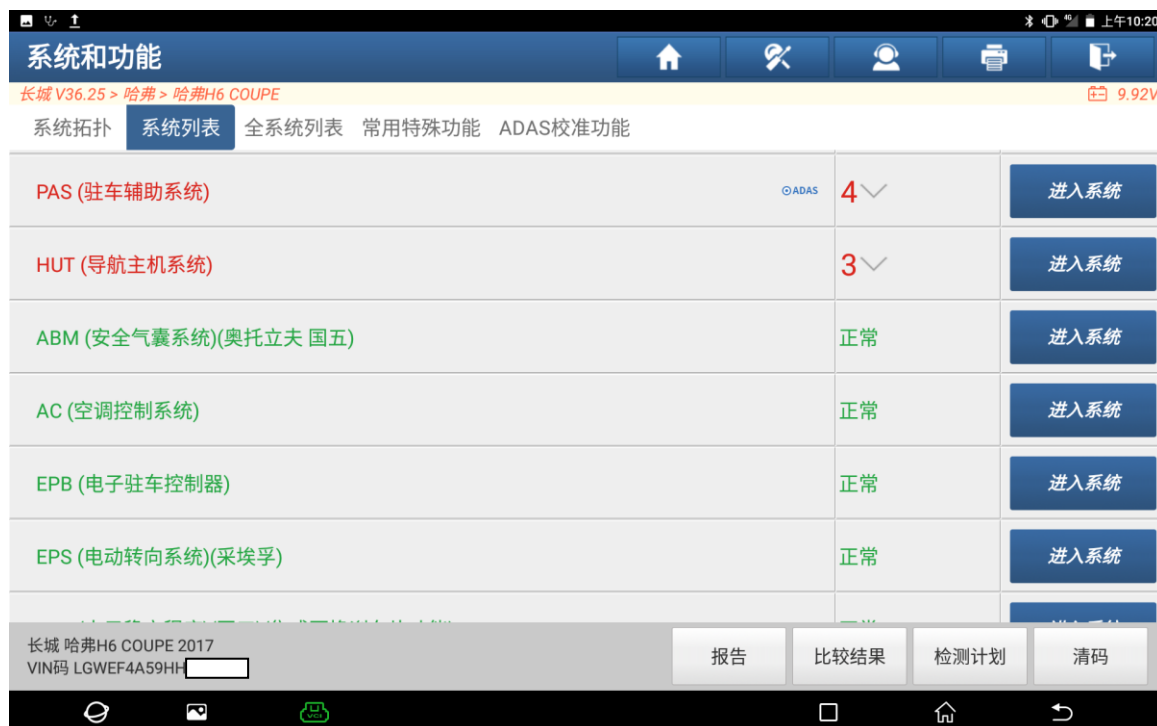 4G 上午10:20
系统和功能
长城 V36.25 > 哈弗 > 哈弗H6 COUPE 9.92V
系统拓扑 系统列表 全系统列表 常用特殊功能 ADAS校准功能
PAS (驻车辅助系统) ADAS 4 进入系统
HUT (导航主机系统) 3 进入系统
ABM (安全气囊系统)(奥托立夫 国五) 正常 进入系统
AC (空调控制系统) 正常 进入系统
EPB (电子驻车控制器) 正常 进入系统
EPS (电动转向系统)(采埃孚) 正常 进入系统
长城 哈弗H6 COUPE 2017
VIN码 LGWEF4A59HH
报告 比较结果 检测计划 清码
VCI